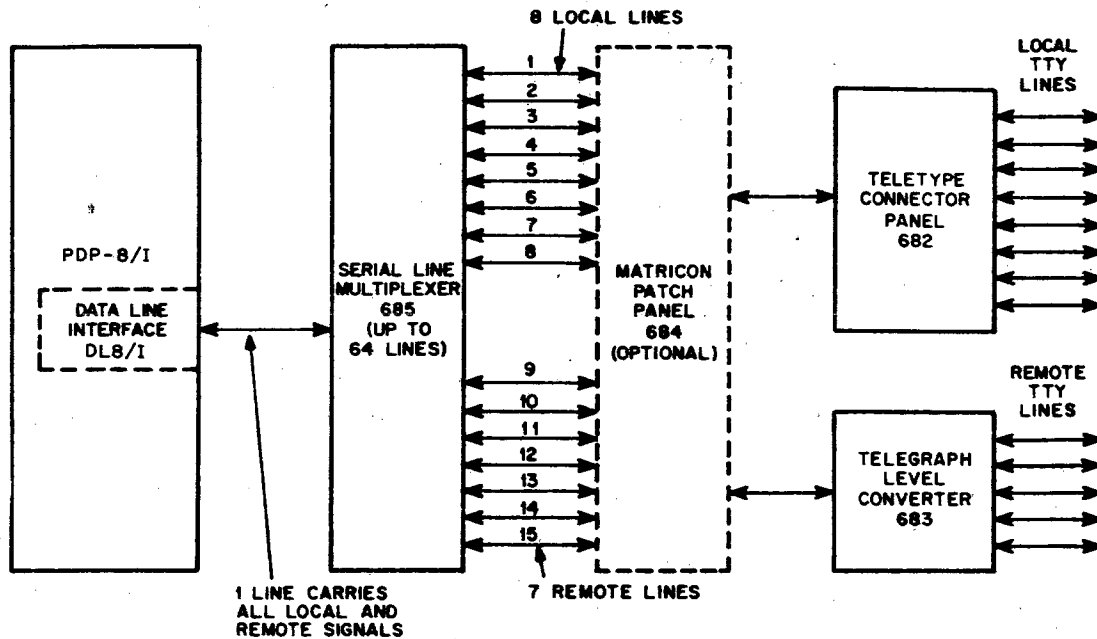 8 LOCAL LINES
1
2
3
4
5
6
7
8
PDP-8/I
DATA LINE
INTERFACE
DL8/I
SERIAL LINE
MULTIPLEXER
685
(UP TO
64 LINES)
MATRICON
PATCH
PANEL
684
(OPTIONAL)
LOCAL
TTY
LINES
TELETYPE
CONNECTOR
PANEL
682
9
10
11
12
13
14
15
REMOTE
TTY
LINES
TELEGRAPH
LEVEL
CONVERTER
683
1 LINE CARRIES
ALL LOCAL AND
REMOTE SIGNALS
7 REMOTE LINES